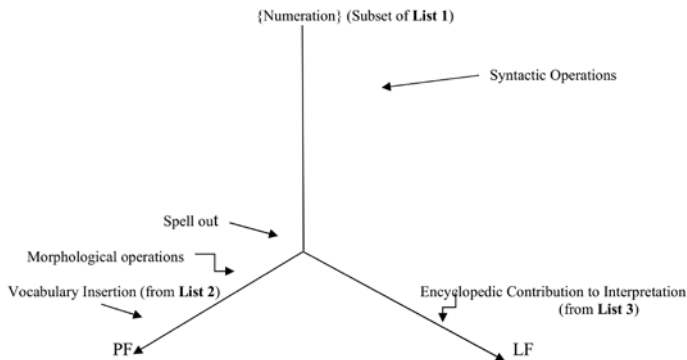 {Numeration} (Subset of List 1)
Syntactic Operations
Spell out
Morphological operations
Vocabulary Insertion (from List 2)
Encyclopedic Contribution to Interpretation
(from List 3)
PF
LF